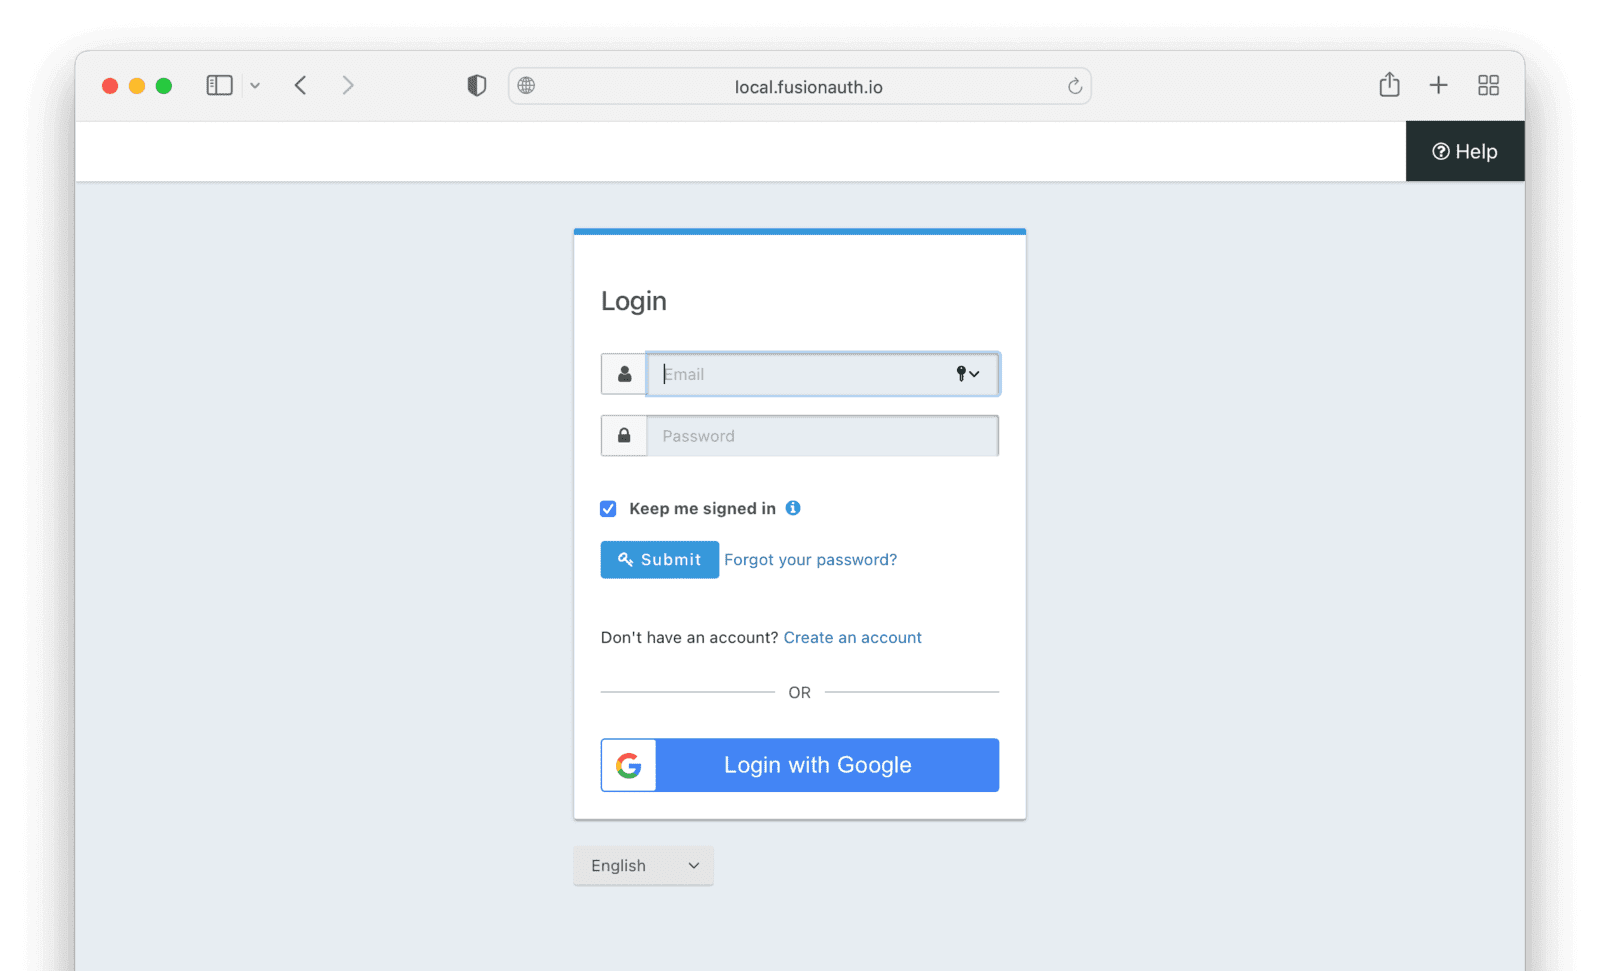 local.fusionauth.io
Help
Login
Email
Password
Keep me signed in
Submit Forgot your password?
Don't have an account? Create an account
OR
Login with Google
English